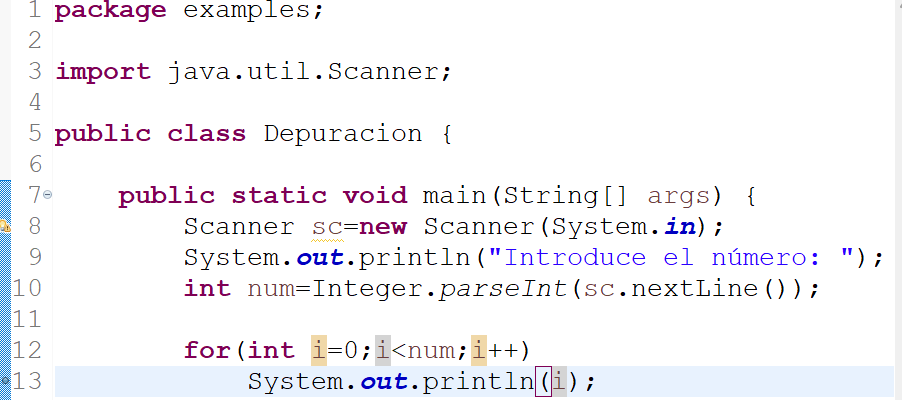 1 package examples;
2
3 import java.util.Scanner;
4
5 public class Depuracion {
6
7 public static void main(String[] args) {
8 Scanner sc=new Scanner(System.in);
9 System.out.println("Introduce el número: ");
10 int num=Integer.parseInt(sc.nextLine());
11
12 for(int i=0;i<num;i++)
13 System.out.println(i);